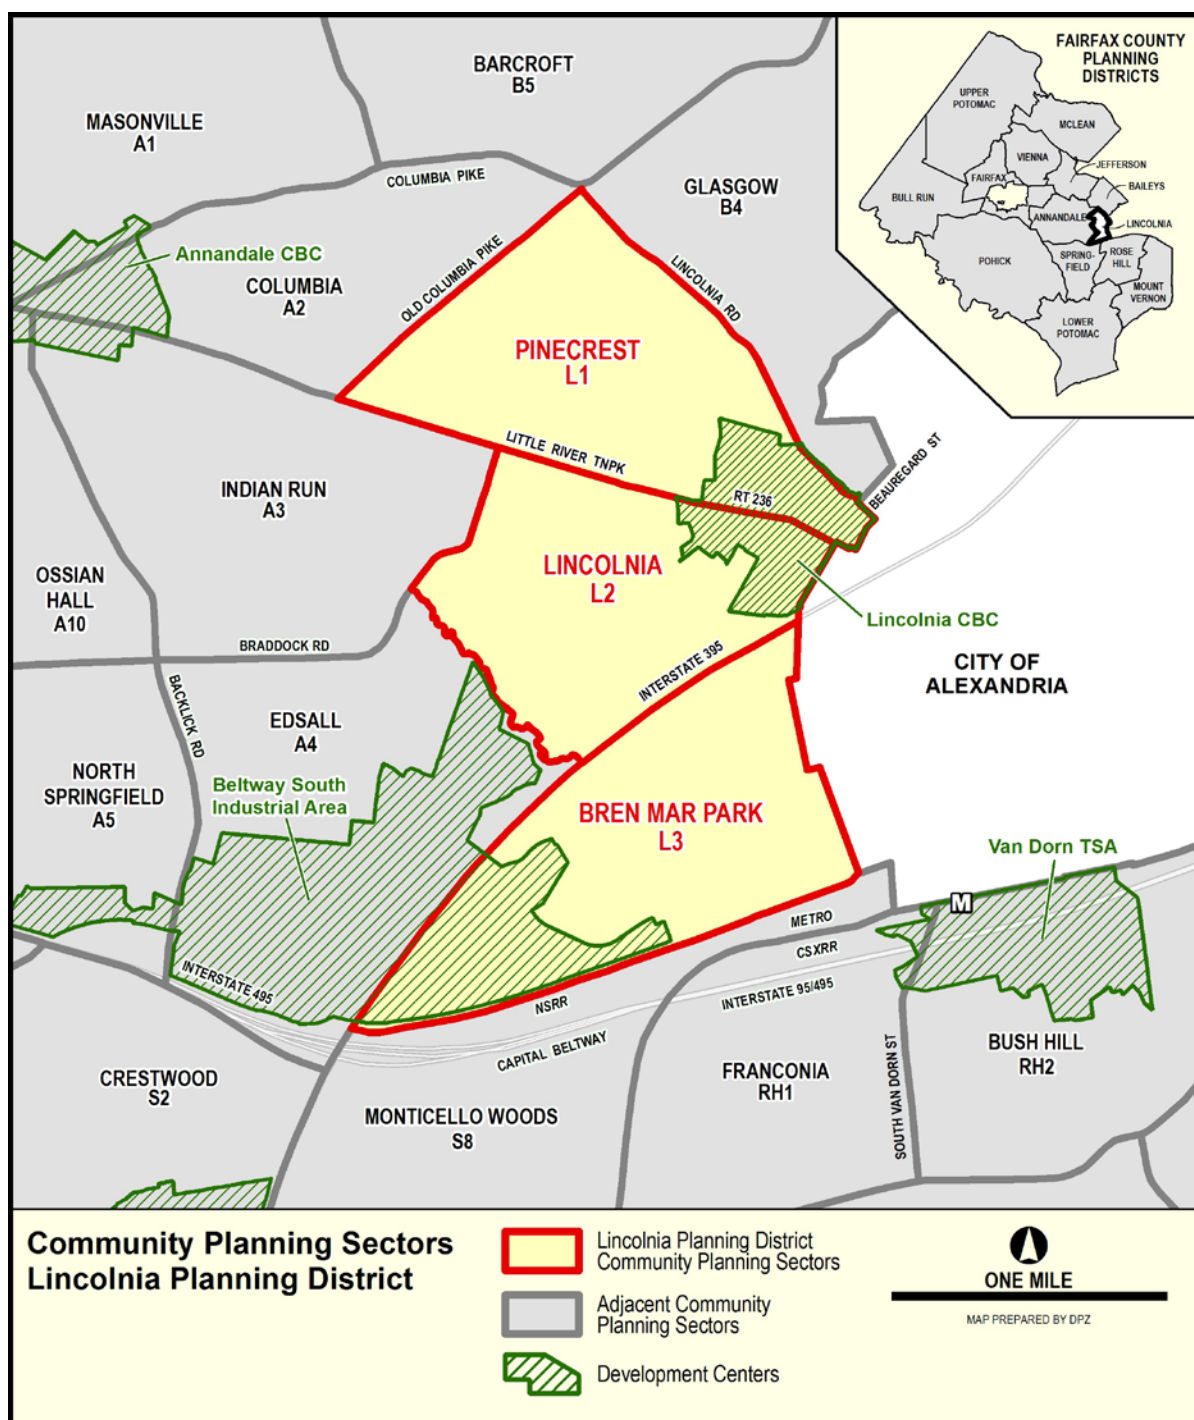 BARCROFT
B5
MASONVILLE
A1
COLUMBIA PIKE
GLASGOW
B4
FAIRFAX COUNTY
PLANNING
DISTRICTS
UPPER
POTOMAC
MCLEAN
VIENNA
JEFFERSON
FAIRFAX
BAILEYS
BULL RUN
ANNANDALE
LINCOLNIA
POHICK
SPRING-
FIELD
ROSE
HILL
MOUNT
VERNON
LOWER
POTOMAC
Annandale CBC
COLUMBIA
A2
OLD COLUMBIA PIKE
LINCOLNIA RD
PINECREST
L1
LITTLE RIVER TNPK
RT 236
BEAUREGARD ST
INDIAN RUN
A3
LINCOLNIA
L2
OSSIAN
HALL
A10
Lincolnia CBC
BRADDOCK RD
INTERSTATE 395
CITY OF
ALEXANDRIA
BACKLICK RD
EDSALL
A4
NORTH
SPRINGFIELD
A5
Beltway South
Industrial Area
BREN MAR PARK
L3
Van Dorn TSA
M
METRO
CSXRR
INTERSTATE 495
NSRR
INTERSTATE 95/495
CAPITAL BELTWAY
SOUTH VAN DORN ST
BUSH HILL
RH2
CRESTWOOD
S2
FRANCONIA
RH1
MONTICELLO WOODS
S8
Community Planning Sectors
Lincolnia Planning District
Lincolnia Planning District
Community Planning Sectors
Adjacent Community
Planning Sectors
Development Centers
ONE MILE
MAP PREPARED BY DPZ